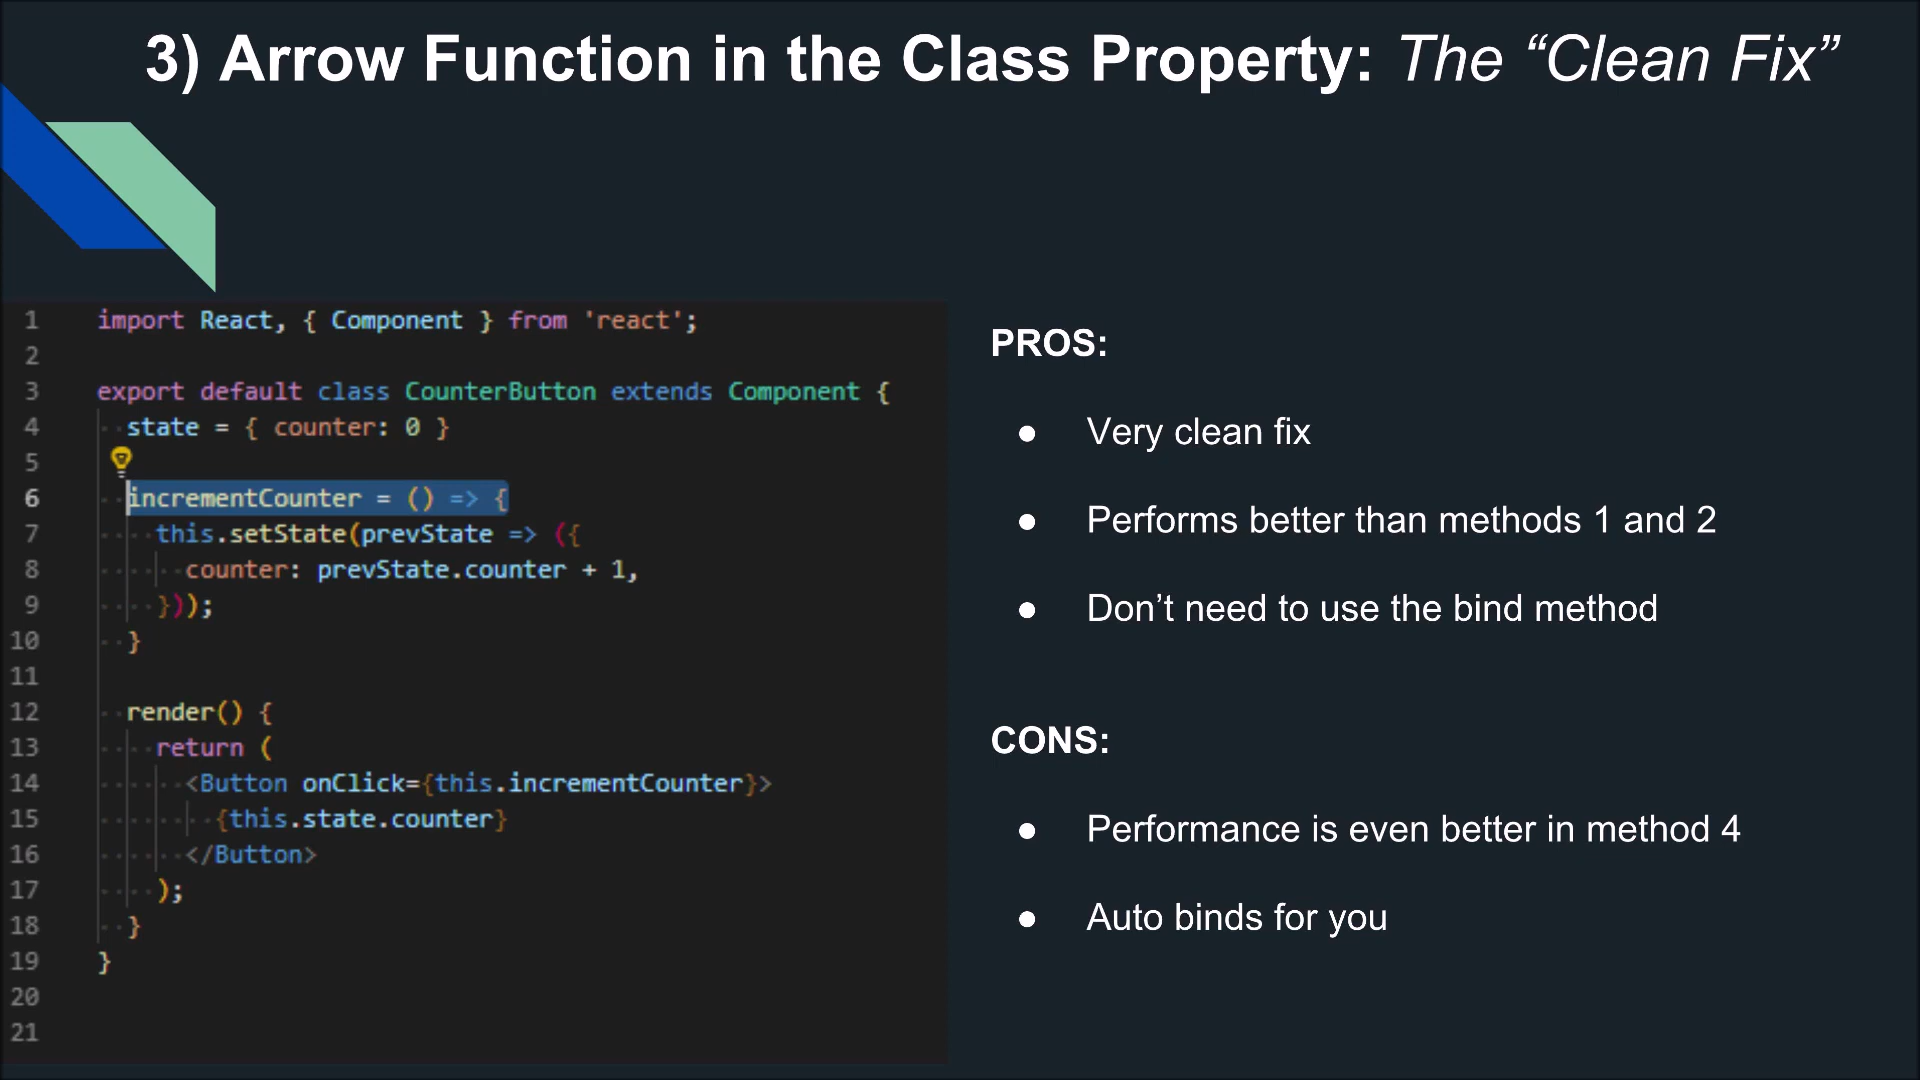 3) Arrow Function in the Class Property: The “Clean Fix”
1 import React, { Component } from 'react';
2
3 export default class CounterButton extends Component {
4 state = { counter: 0 }
5
6 incrementCounter = () => {
7 this.setState(prevState => ({
8 counter: prevState.counter + 1,
9 }));
10 }
11
12 render() {
13 return (
14 <Button onClick={this.incrementCounter}>
15 {this.state.counter}
16 </Button>
17 );
18 }
19 }
20
21
PROS:
● Very clean fix
● Performs better than methods 1 and 2
● Don’t need to use the bind method
CONS:
● Performance is even better in method 4
● Auto binds for you